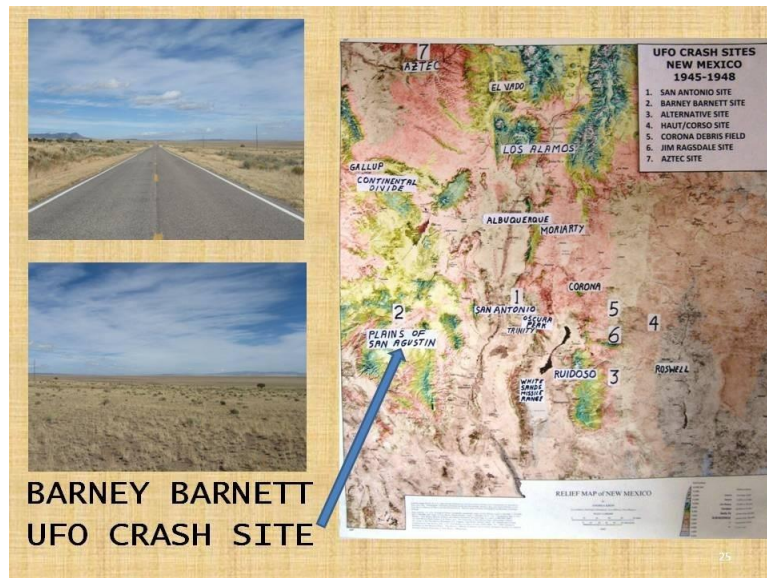 UFO CRASH SITES
NEW MEXICO
1945-1948
1. SAN ANTONIO SITE
2. BARNEY BARNETT SITE
3. ALTERNATIVE SITE
4. HAUT/CORSO SITE
5. CORONA DEBRIS FIELD
6. JIM RAGSDALE SITE
7. AZTEC SITE
7
AZTEC
EL VADO
LOS ALAMOS
GALLUP
CONTINENTAL
DIVIDE
ALBUQUERQUE
MORIARTY
CORONA
1
SAN ANTONIO
OSCURA
PEAK
TRINITY
5
4
6
2
PLAINS OF
SAN AGUSTIN
RUIDOSO
3
ROSWELL
WHITE
SANDS
MISSILE
RANGE
RELIEF MAP of NEW MEXICO
BARNEY BARNETT
UFO CRASH SITE
25